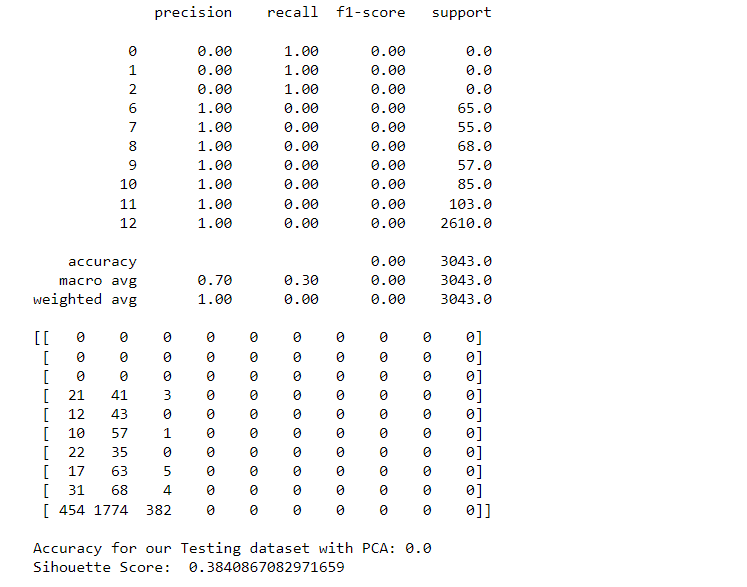 precision recall f1-score support
0 0.00 1.00 0.00 0.0
1 0.00 1.00 0.00 0.0
2 0.00 1.00 0.00 0.0
6 1.00 0.00 0.00 65.0
7 1.00 0.00 0.00 55.0
8 1.00 0.00 0.00 68.0
9 1.00 0.00 0.00 57.0
10 1.00 0.00 0.00 85.0
11 1.00 0.00 0.00 103.0
12 1.00 0.00 0.00 2610.0
accuracy 0.00 3043.0
macro avg 0.70 0.30 0.00 3043.0
weighted avg 1.00 0.00 0.00 3043.0
[[ 0 0 0 0 0 0 0 0 0 0]
[ 0 0 0 0 0 0 0 0 0 0]
[ 0 0 0 0 0 0 0 0 0 0]
[ 21 41 3 0 0 0 0 0 0 0]
[ 12 43 0 0 0 0 0 0 0 0]
[ 10 57 1 0 0 0 0 0 0 0]
[ 22 35 0 0 0 0 0 0 0 0]
[ 17 63 5 0 0 0 0 0 0 0]
[ 31 68 4 0 0 0 0 0 0 0]
[ 454 1774 382 0 0 0 0 0 0 0]]
Accuracy for our Testing dataset with PCA: 0.0
Sihouette Score: 0.3840867082971659